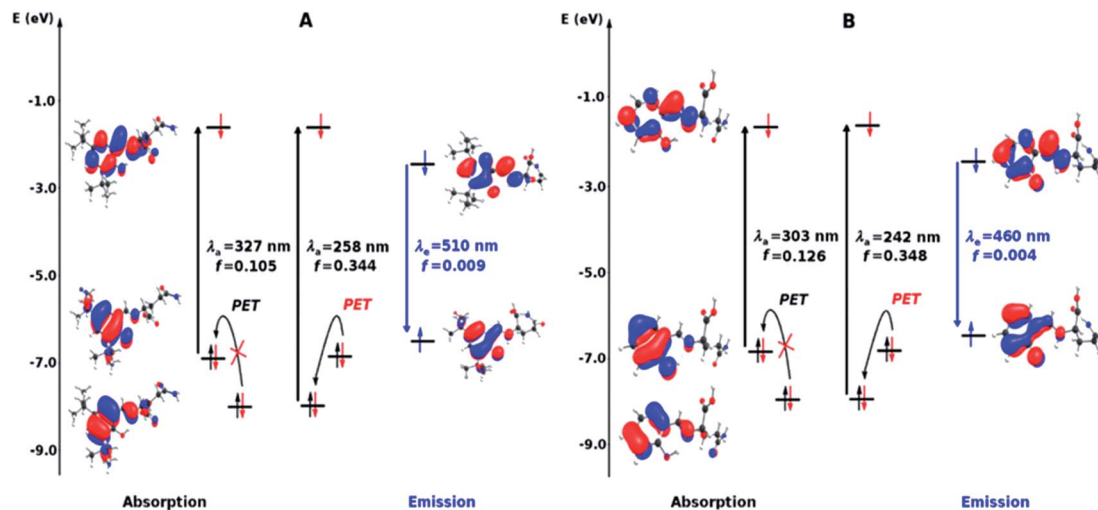 E (eV)
A
-1.0
-3.0
-5.0
-7.0
-9.0
λa=327 nm
f=0.105
λa=258 nm
f=0.344
λe=510 nm
f=0.009
PET
PET
Absorption
Emission
E (eV)
B
-1.0
-3.0
-5.0
-7.0
-9.0
λa=303 nm
f=0.126
λa=242 nm
f=0.348
λe=460 nm
f=0.004
PET
PET
Absorption
Emission